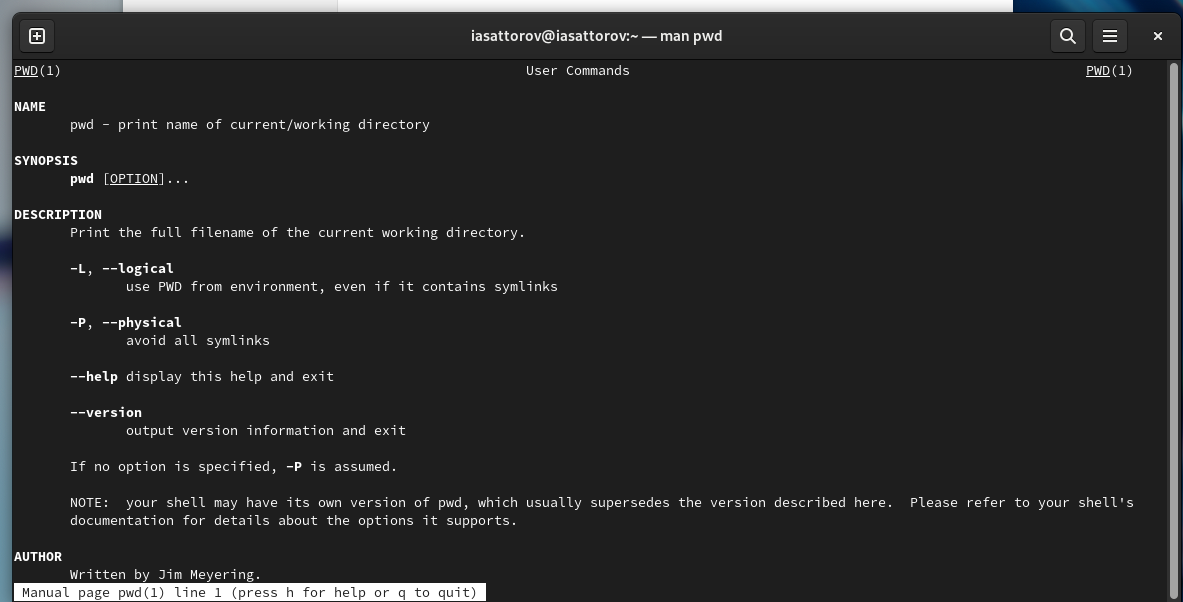 iasattorov@iasattorov:~ — man pwd
PWD(1) User Commands PWD(1)
NAME
pwd - print name of current/working directory
SYNOPSIS
pwd [OPTION]...
DESCRIPTION
Print the full filename of the current working directory.
-L, --logical
use PWD from environment, even if it contains symlinks
-P, --physical
avoid all symlinks
--help display this help and exit
--version
output version information and exit
If no option is specified, -P is assumed.
NOTE:  your shell may have its own version of pwd, which usually supersedes the version described here.  Please refer to your shell's
documentation for details about the options it supports.
AUTHOR
Written by Jim Meyering.
Manual page pwd(1) line 1 (press h for help or q to quit)